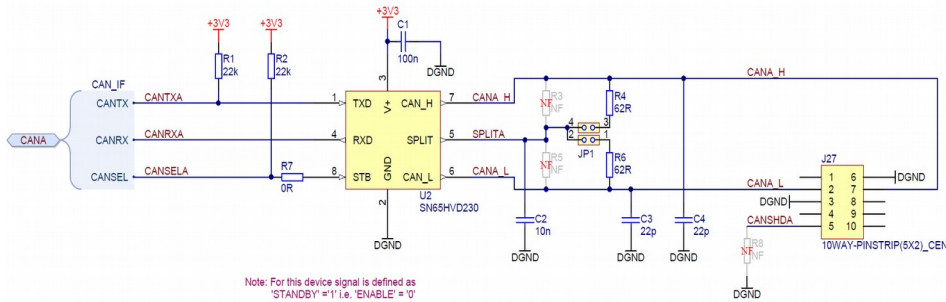 +3V3
+3V3
+3V3
R1
22k
R2
22k
C1
100n
DGND
CAN_IF
CANA
CANTX
CANRX
CANSEL
CANTXA
CANRXA
CANSELA
R7
0R
1
4
8
3
2
7
5
6
TXD
RXD
STB
V+
GND
CAN_H
SPLIT
CAN_L
U2
SN65HVD230
DGND
CANA_H
SPLITA
CANA_L
R3
NF
NF
R5
NF
NF
R4
62R
4
3
2
1
JP1
R6
62R
C2
10n
DGND
C3
22p
DGND
C4
22p
DGND
CANA_H
CANA_L
DGND
CANSHDA
R8
NF
NF
DGND
J27
1 6
2 7
3 8
4 9
5 10
DGND
10WAY-PINSTRIP(5X2)_CEN
Note: For this device signal is defined as
'STANDBY' ='1' i.e. 'ENABLE' = '0'